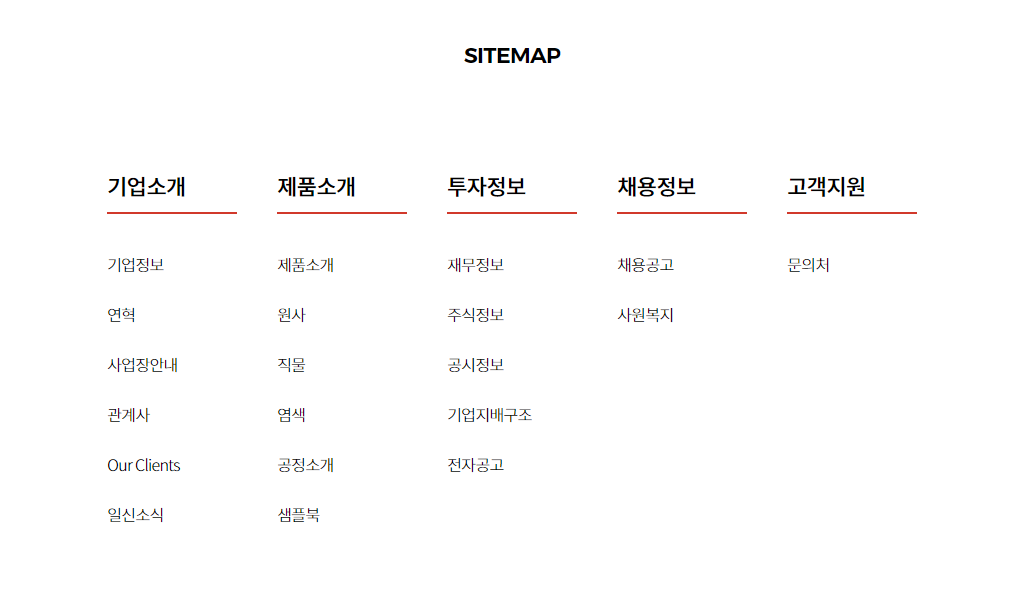 SITEMAP
기업소개
기업정보
연혁
사업장안내
관계사
Our Clients
일신소식
제품소개
제품소개
원사
직물
염색
공정소개
샘플북
투자정보
재무정보
주식정보
공시정보
기업지배구조
전자공고
채용정보
채용공고
사원복지
고객지원
문의처